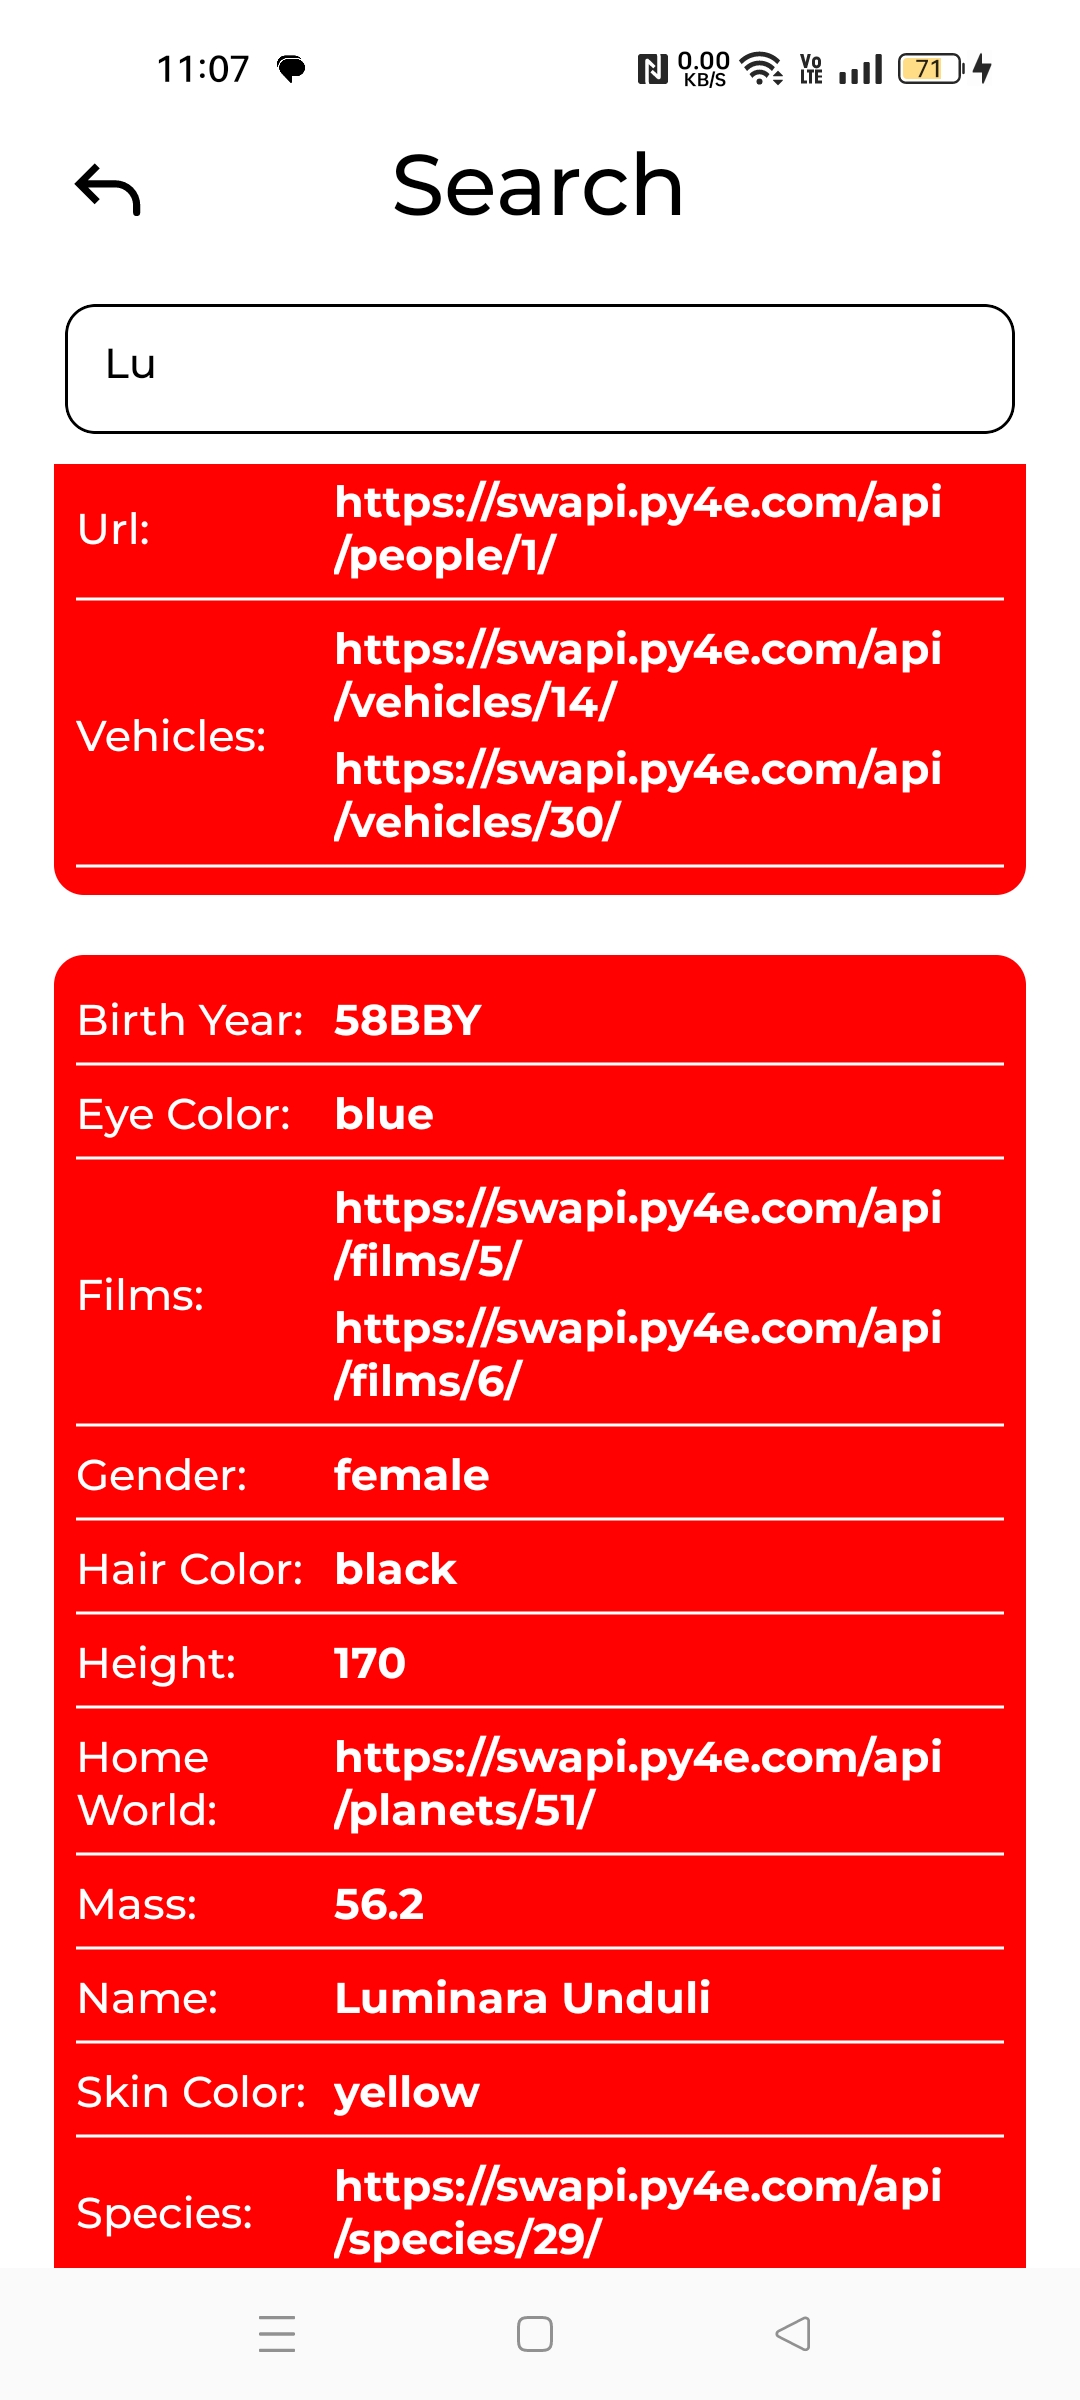 11:07 0.00 KB/S Vo LTE 71
Search
Lu
Url: https://swapi.py4e.com/api
/people/1/
Vehicles: https://swapi.py4e.com/api
/vehicles/14/
https://swapi.py4e.com/api
/vehicles/30/
Birth Year: 58BBY
Eye Color: blue
Films: https://swapi.py4e.com/api
/films/5/
https://swapi.py4e.com/api
/films/6/
Gender: female
Hair Color: black
Height: 170
Home World: https://swapi.py4e.com/api
/planets/51/
Mass: 56.2
Name: Luminara Unduli
Skin Color: yellow
Species: https://swapi.py4e.com/api
/species/29/